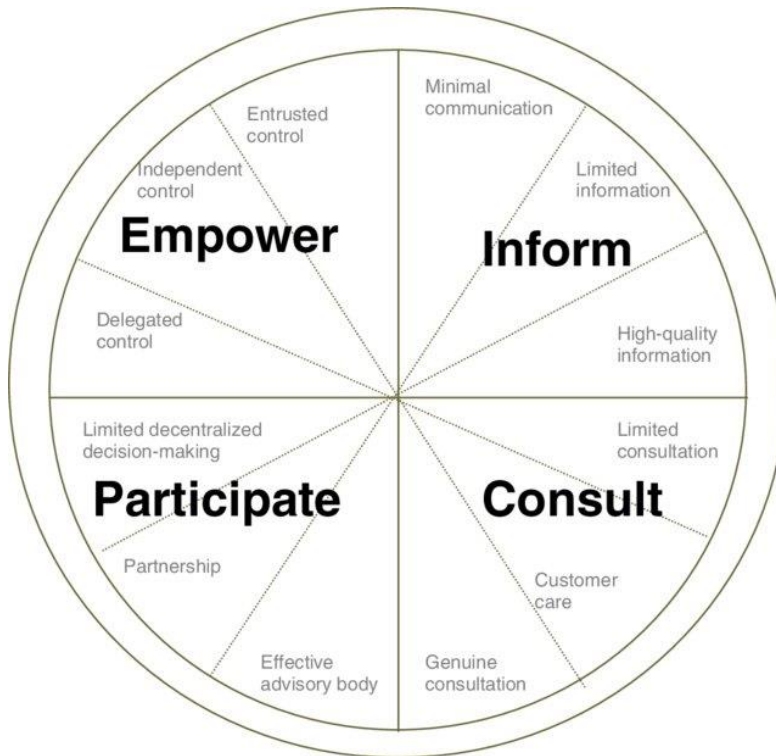 Minimal
communication
Limited
information
Inform
High-quality
information
Limited
consultation
Consult
Customer
care
Genuine
consultation
Effective
advisory body
Partnership
Participate
Limited decentralized
decision-making
Delegated
control
Empower
Independent
control
Entrusted
control